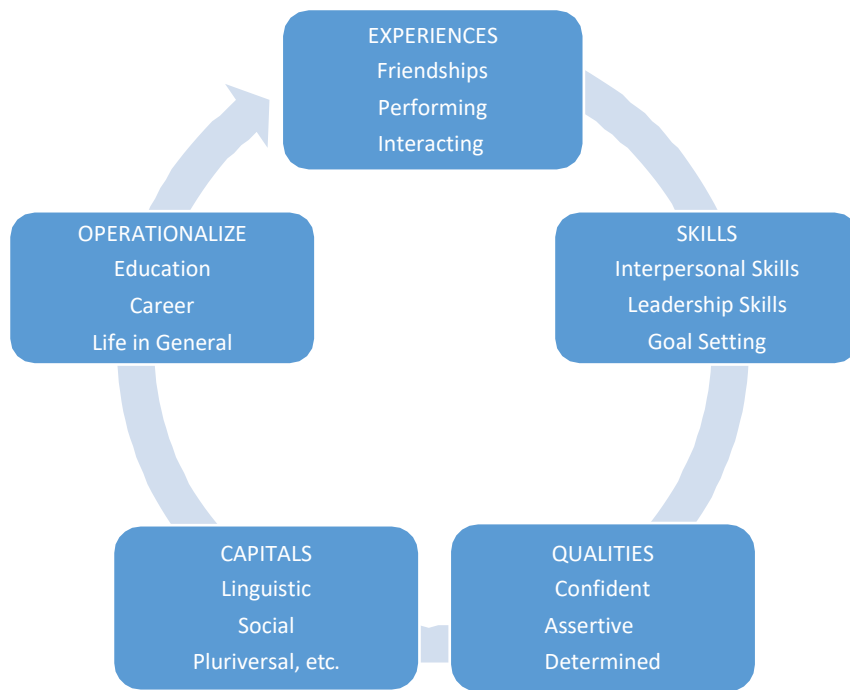 EXPERIENCES
Friendships
Performing
Interacting
OPERATIONALIZE
Education
Career
Life in General
SKILLS
Interpersonal Skills
Leadership Skills
Goal Setting
CAPITALS
Linguistic
Social
Pluriversal, etc.
QUALITIES
Confident
Assertive
Determined